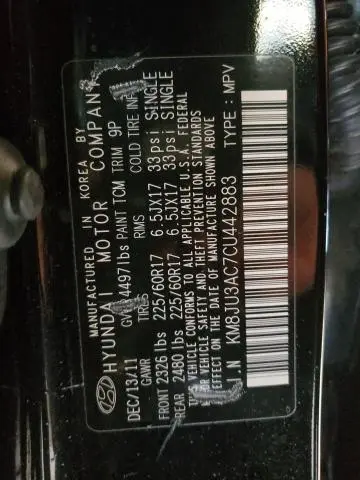 MANUFACTURED IN KOREA BY
HYUNDAI MOTOR COMPANY
DEC/13/11 GV 4497lbs PAINT TCM TRIM 9P
GAWR TIRES RIMS COLD TIRE INF
FRONT 2326lbs 225/60R17 6.5JX17 33psi SINGLE
REAR 2480 lbs 225/60R17 6.5JX17 33psi SINGLE
THIS VEHICLE CONFORMS TO ALL APPLICABLE U.S.A. FEDERAL
MOTOR VEHICLE SAFETY AND THEFT PREVENTION STANDARDS
IN EFFECT ON THE DATE OF MANUFACTURE SHOWN ABOVE
.N KM8JU3AC7CU442883 TYPE: MPV